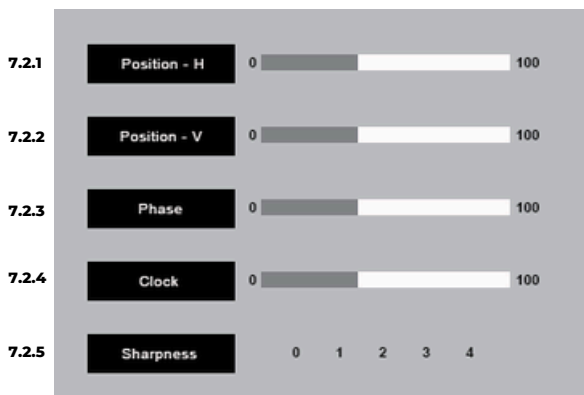 7.2.1 Position - H 0 100
7.2.2 Position - V 0 100
7.2.3 Phase 0 100
7.2.4 Clock 0 100
7.2.5 Sharpness 0 1 2 3 4